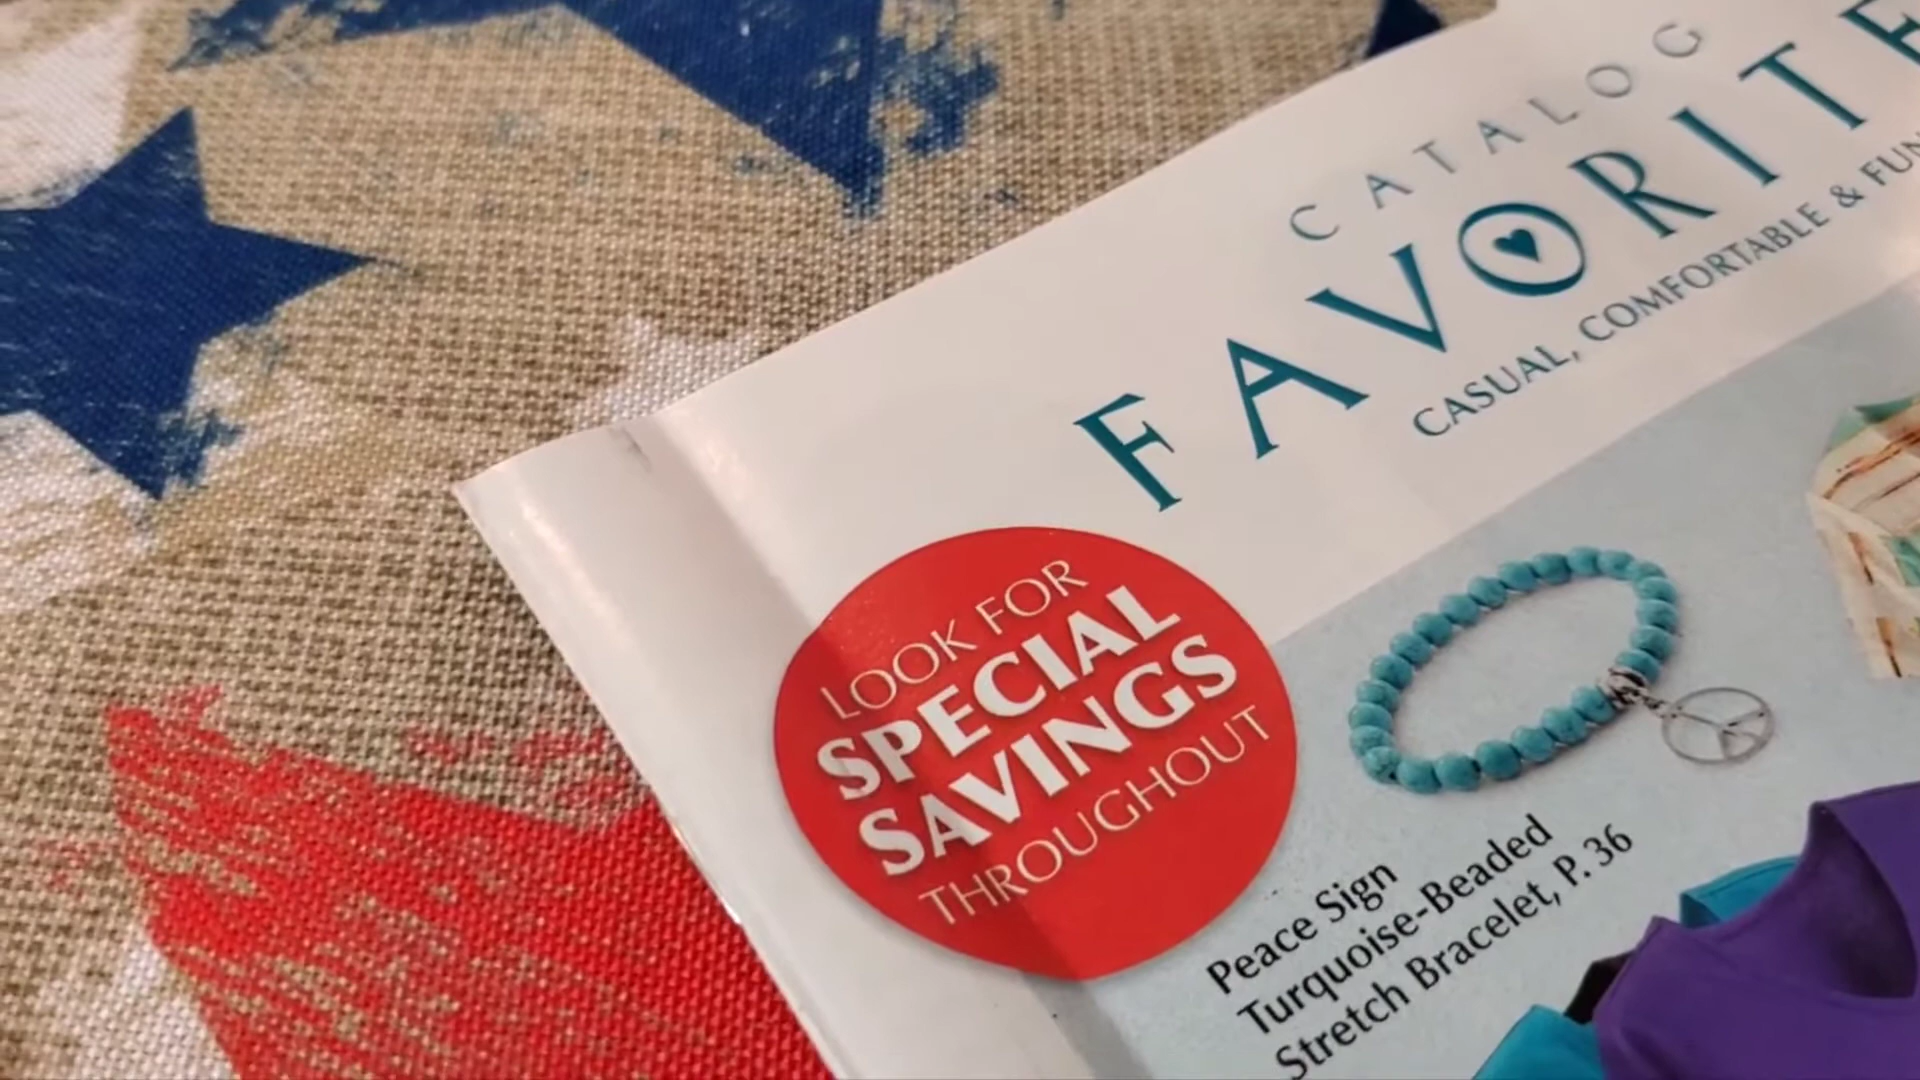 CATALOG
FAVORITE
CASUAL, COMFORTABLE & FUN
LOOK FOR
SPECIAL
SAVINGS
THROUGHOUT
Peace Sign
Turquoise-Beaded
Stretch Bracelet, P. 36